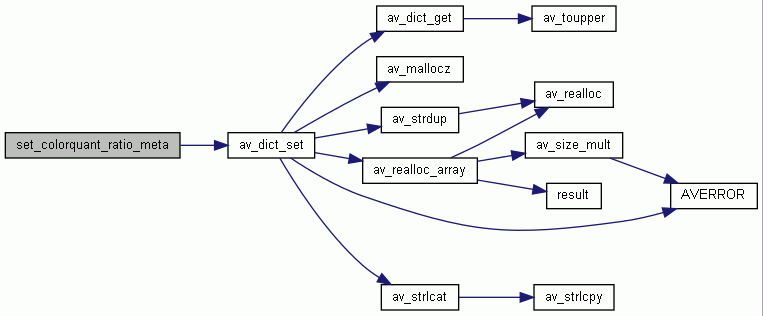 av_dict_get
av_toupper
av_mallocz
av_realloc
av_strdup
set_colorquant_ratio_meta
av_dict_set
av_size_mult
av_realloc_array
result
AVERROR
av_strlcat
av_strlcpy